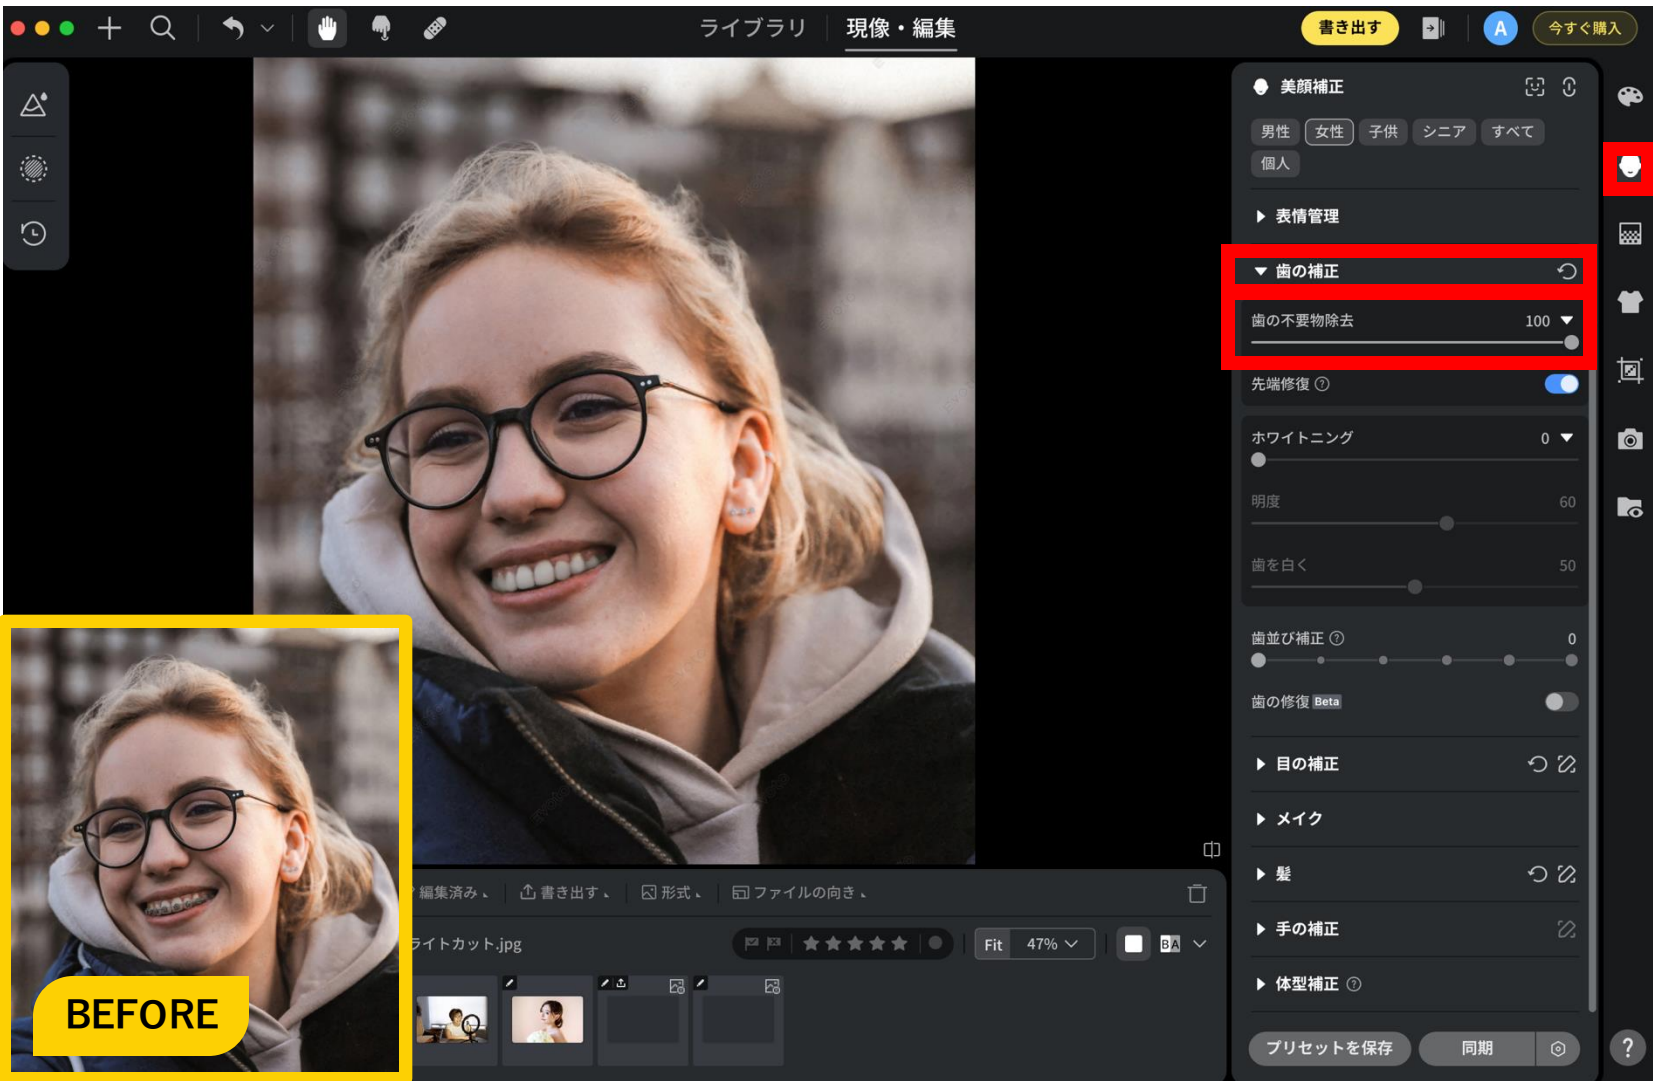 ライブラリ
現像・編集
書き出す
A
今すぐ購入
美顔補正
男性
女性
子供
シニア
すべて
個人
表情管理
歯の補正
歯の不要物除去 100
先端修復 ?
ホワイトニング 0
明度 60
歯を白く 50
歯並び補正 ? 0
歯の修復 Beta
目の補正
メイク
髪
手の補正
体型補正 ?
プリセットを保存
同期
?
編集済み
書き出す
形式
ファイルの向き
ライトカット.jpg
Fit 47%
BA
BEFORE